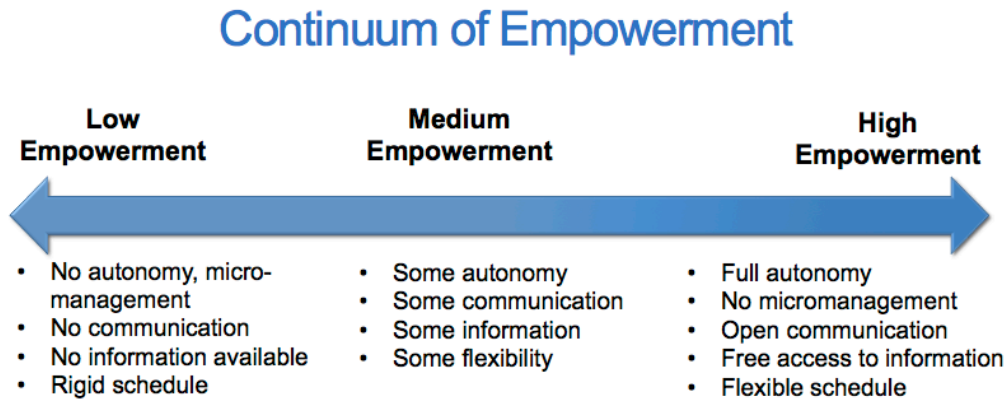 Continuum of Empowerment
Low
Empowerment
Medium
Empowerment
High
Empowerment
• No autonomy, micro-
management
• No communication
• No information available
• Rigid schedule
• Some autonomy
• Some communication
• Some information
• Some flexibility
• Full autonomy
• No micromanagement
• Open communication
• Free access to information
• Flexible schedule